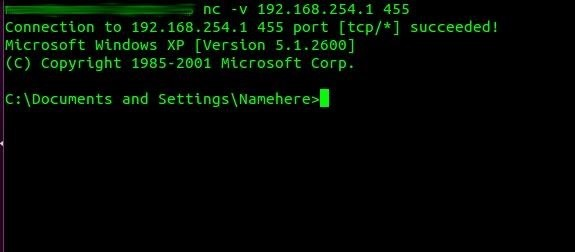 nc -v 192.168.254.1 455
Connection to 192.168.254.1 455 port [tcp/*] succeeded!
Microsoft Windows XP [Version 5.1.2600]
(C) Copyright 1985-2001 Microsoft Corp.
C:\Documents and Settings\Namehere>